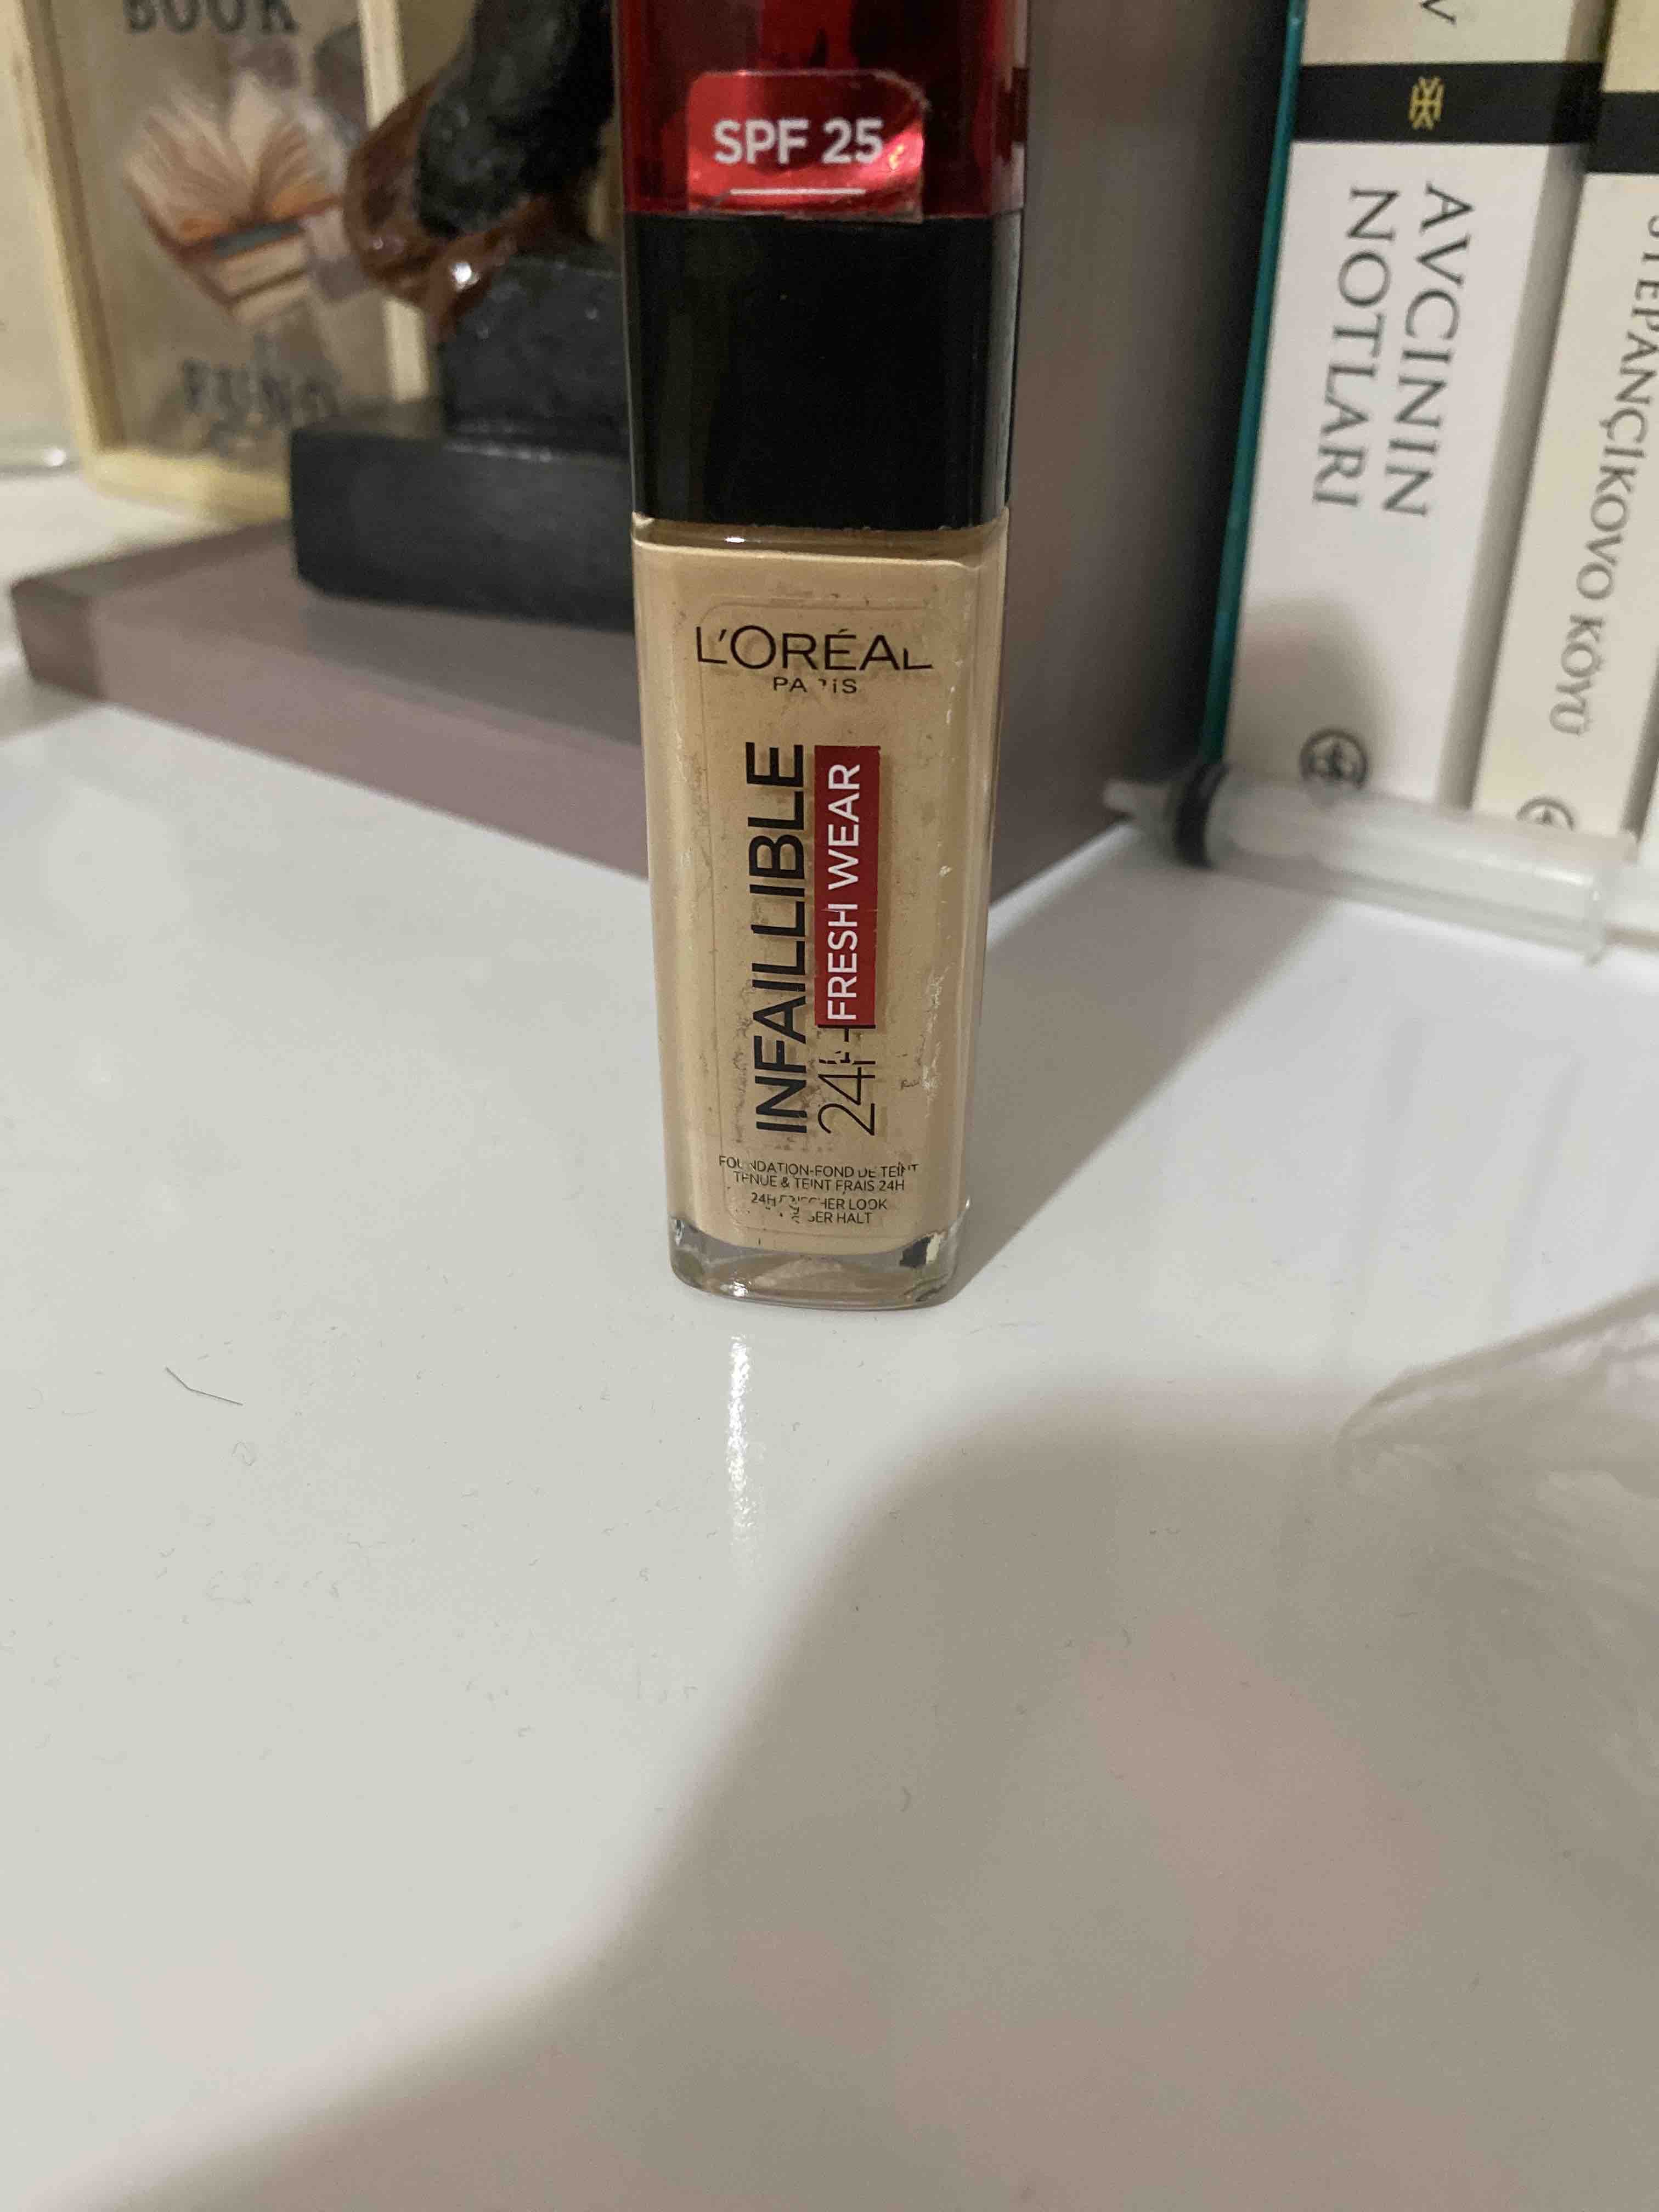 BOOK
SPF 25
L'ORÉAL
PARIS
INFAILLIBLE
24H FRESH WEAR
FOUNDATION-FOND DE TEINT
TENUE & TEINT FRAIS 24H
24H FRISCHER LOOK
HALT
AVCININ
NOTLARI
STEPANÇİKOVO KÖYÜ